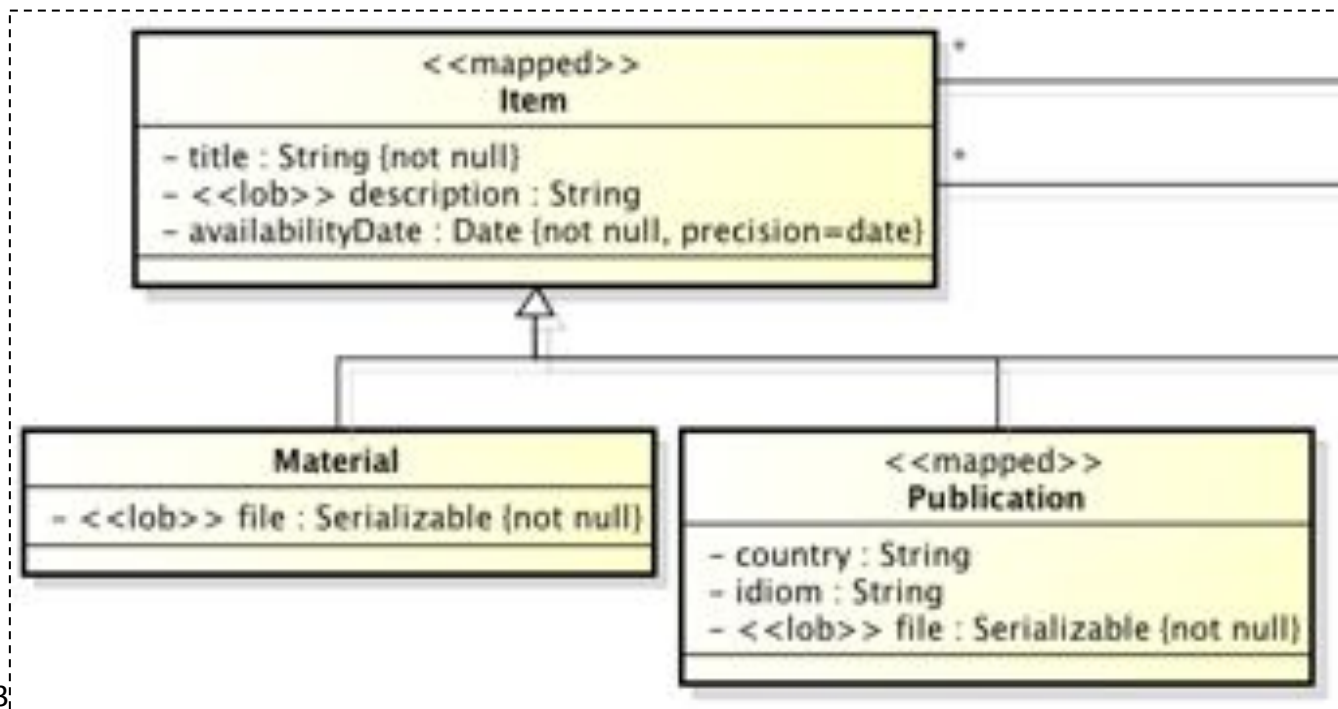 *
<<mapped>>
Item
- title : String {not null}
*
- <<lob>> description : String
- availabilityDate : Date {not null, precision=date}
Material
- <<lob>> file : Serializable {not null}
<<mapped>>
Publication
- country : String
- idiom : String
- <<lob>> file : Serializable {not null}